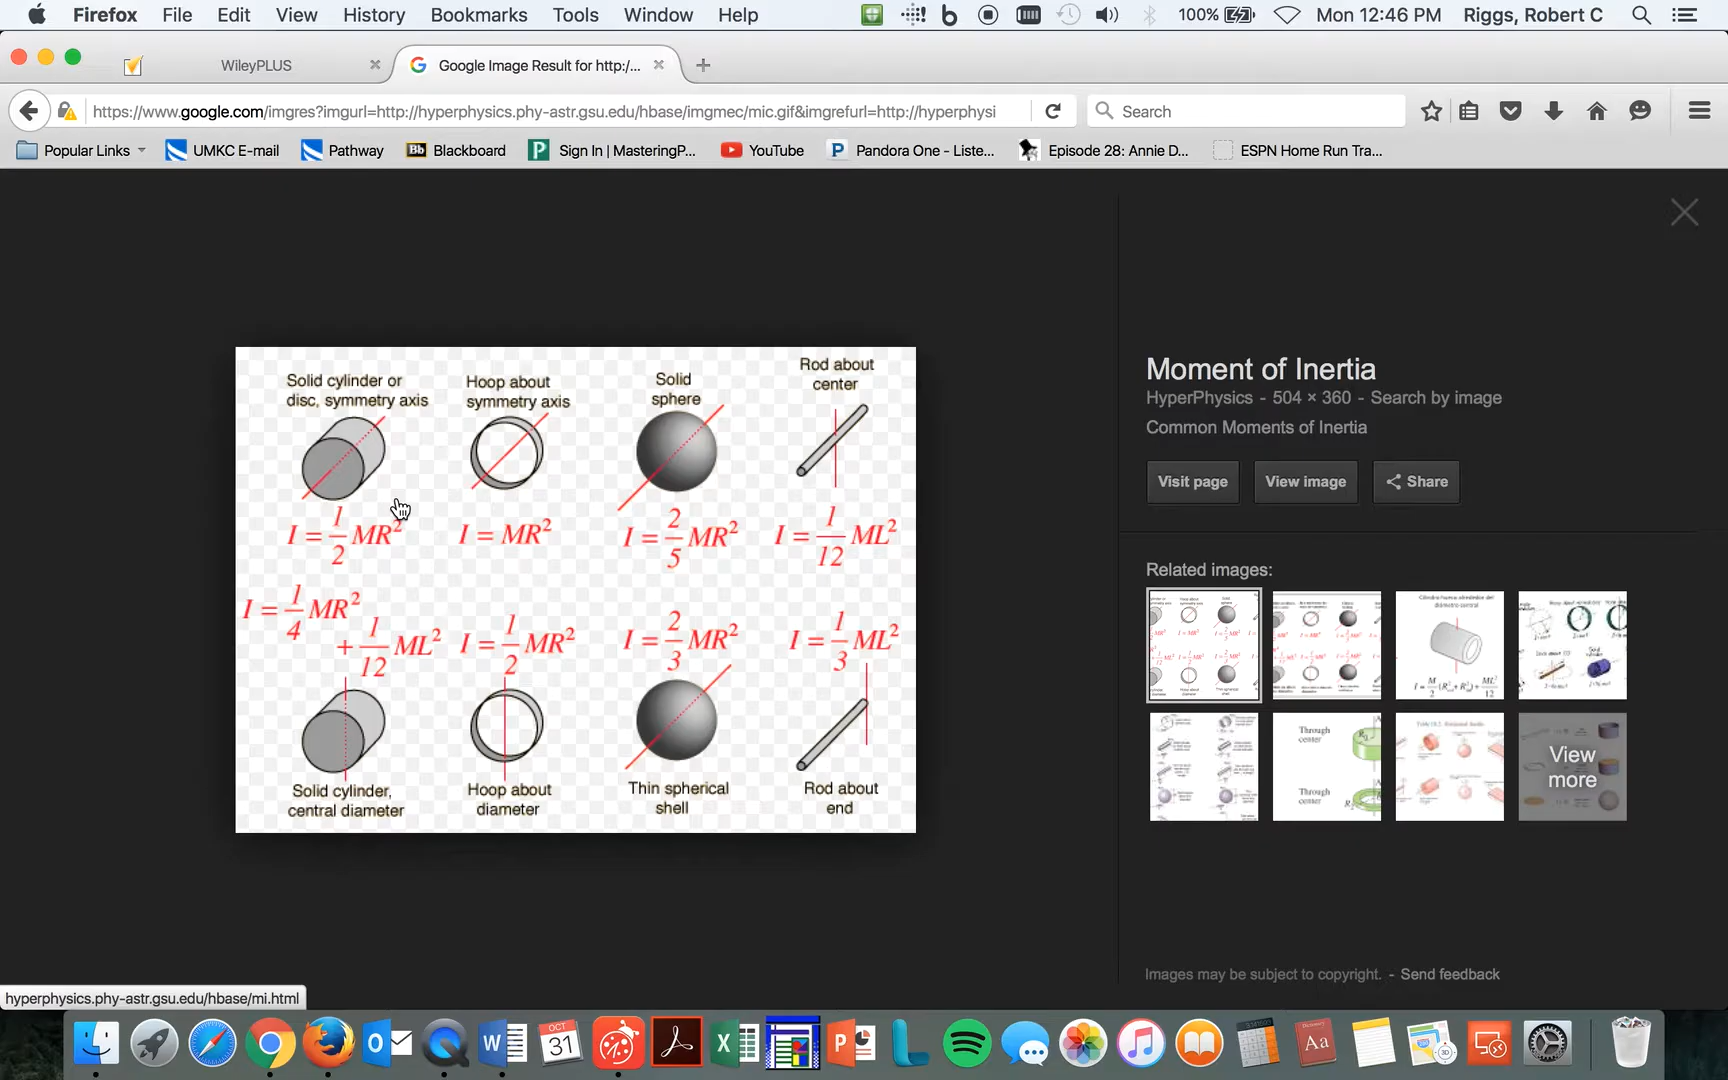 Firefox File Edit View History Bookmarks Tools Window Help 100% Mon 12:46 PM Riggs, Robert C
WileyPLUS Google Image Result for http:/...
https://www.google.com/imgres?imgurl=http://hyperphysics.phy-astr.gsu.edu/hbase/imgmec/mic.gif&imgrefurl=http://hyperphysi Search
Popular Links UMKC E-mail Pathway Bb Blackboard Sign In | MasteringP... YouTube Pandora One - Liste... Episode 28: Annie D... ESPN Home Run Tra...
Solid cylinder or
disc, symmetry axis
Hoop about
symmetry axis
Solid
sphere
Rod about
center
I = 1/2 MR²
I = MR²
I = 2/5 MR²
I = 1/12 ML²
I = 1/4 MR²
+ 1/12 ML²
I = 1/2 MR²
I = 2/3 MR²
I = 1/3 ML²
Solid cylinder,
central diameter
Hoop about
diameter
Thin spherical
shell
Rod about
end
Moment of Inertia
HyperPhysics - 504 × 360 - Search by image
Common Moments of Inertia
Visit page View image Share
Related images:
Through
center
Through
center
View
more
Images may be subject to copyright. - Send feedback
hyperphysics.phy-astr.gsu.edu/hbase/mi.html
OCT
31